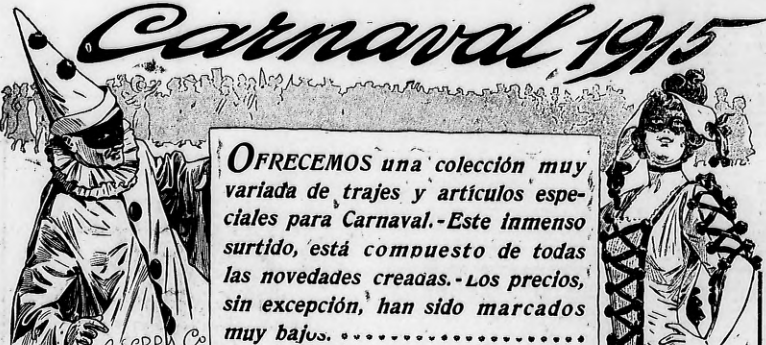 Carnaval 1915
OFRECEMOS una colección muy
variada de trajes y artículos espe-
ciales para Carnaval.-Este inmenso
surtido, está compuesto de todas
las novedades creadas.-Los precios,
sin excepción, han sido marcados
muy bajos.